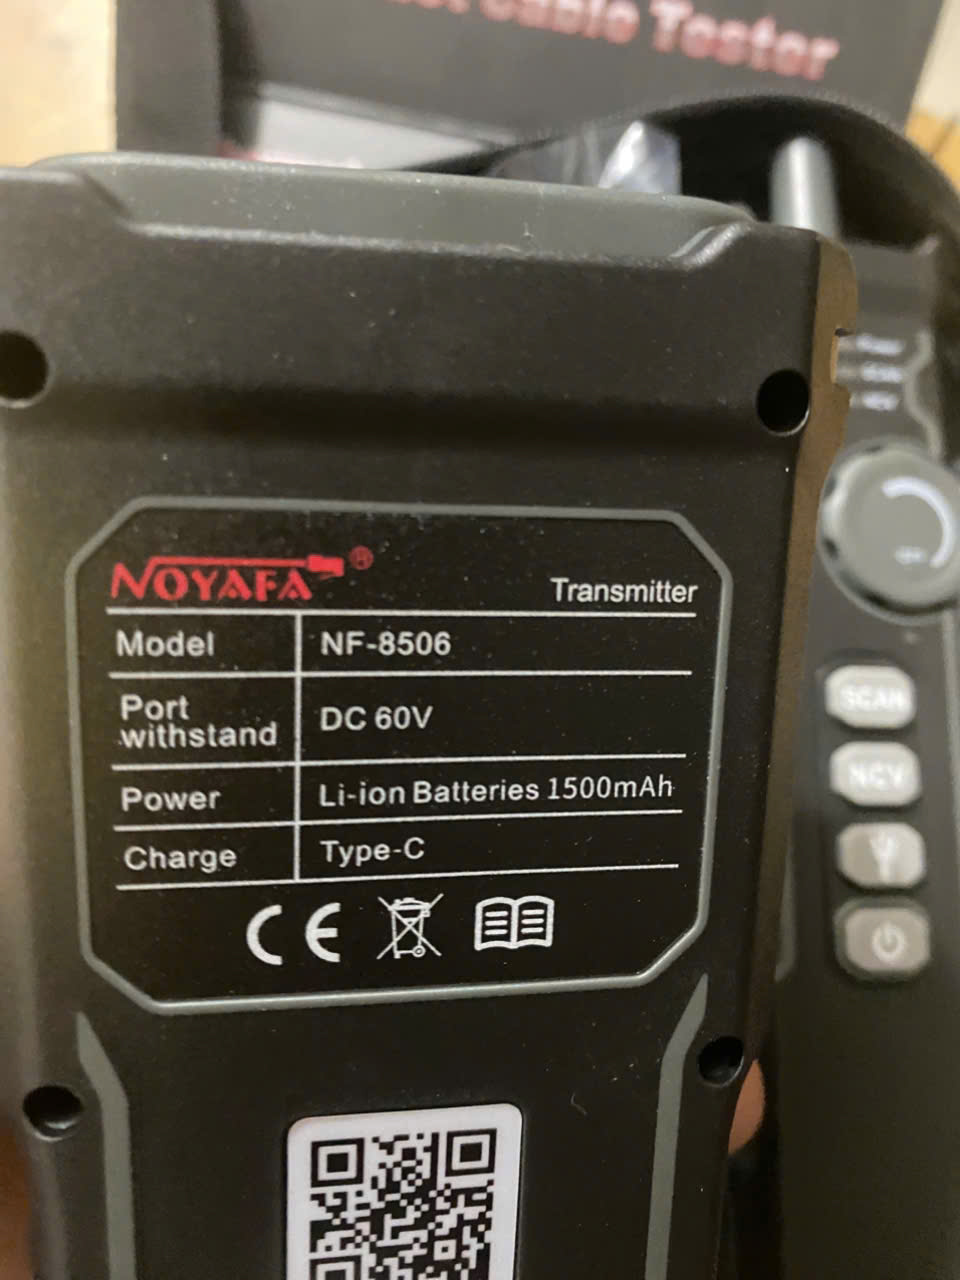 Cable Tester
NOYAFA®
Transmitter
Model NF-8506
Port withstand DC 60V
Power Li-ion Batteries 1500mAh
Charge Type-C
CE
SCAN
NCV